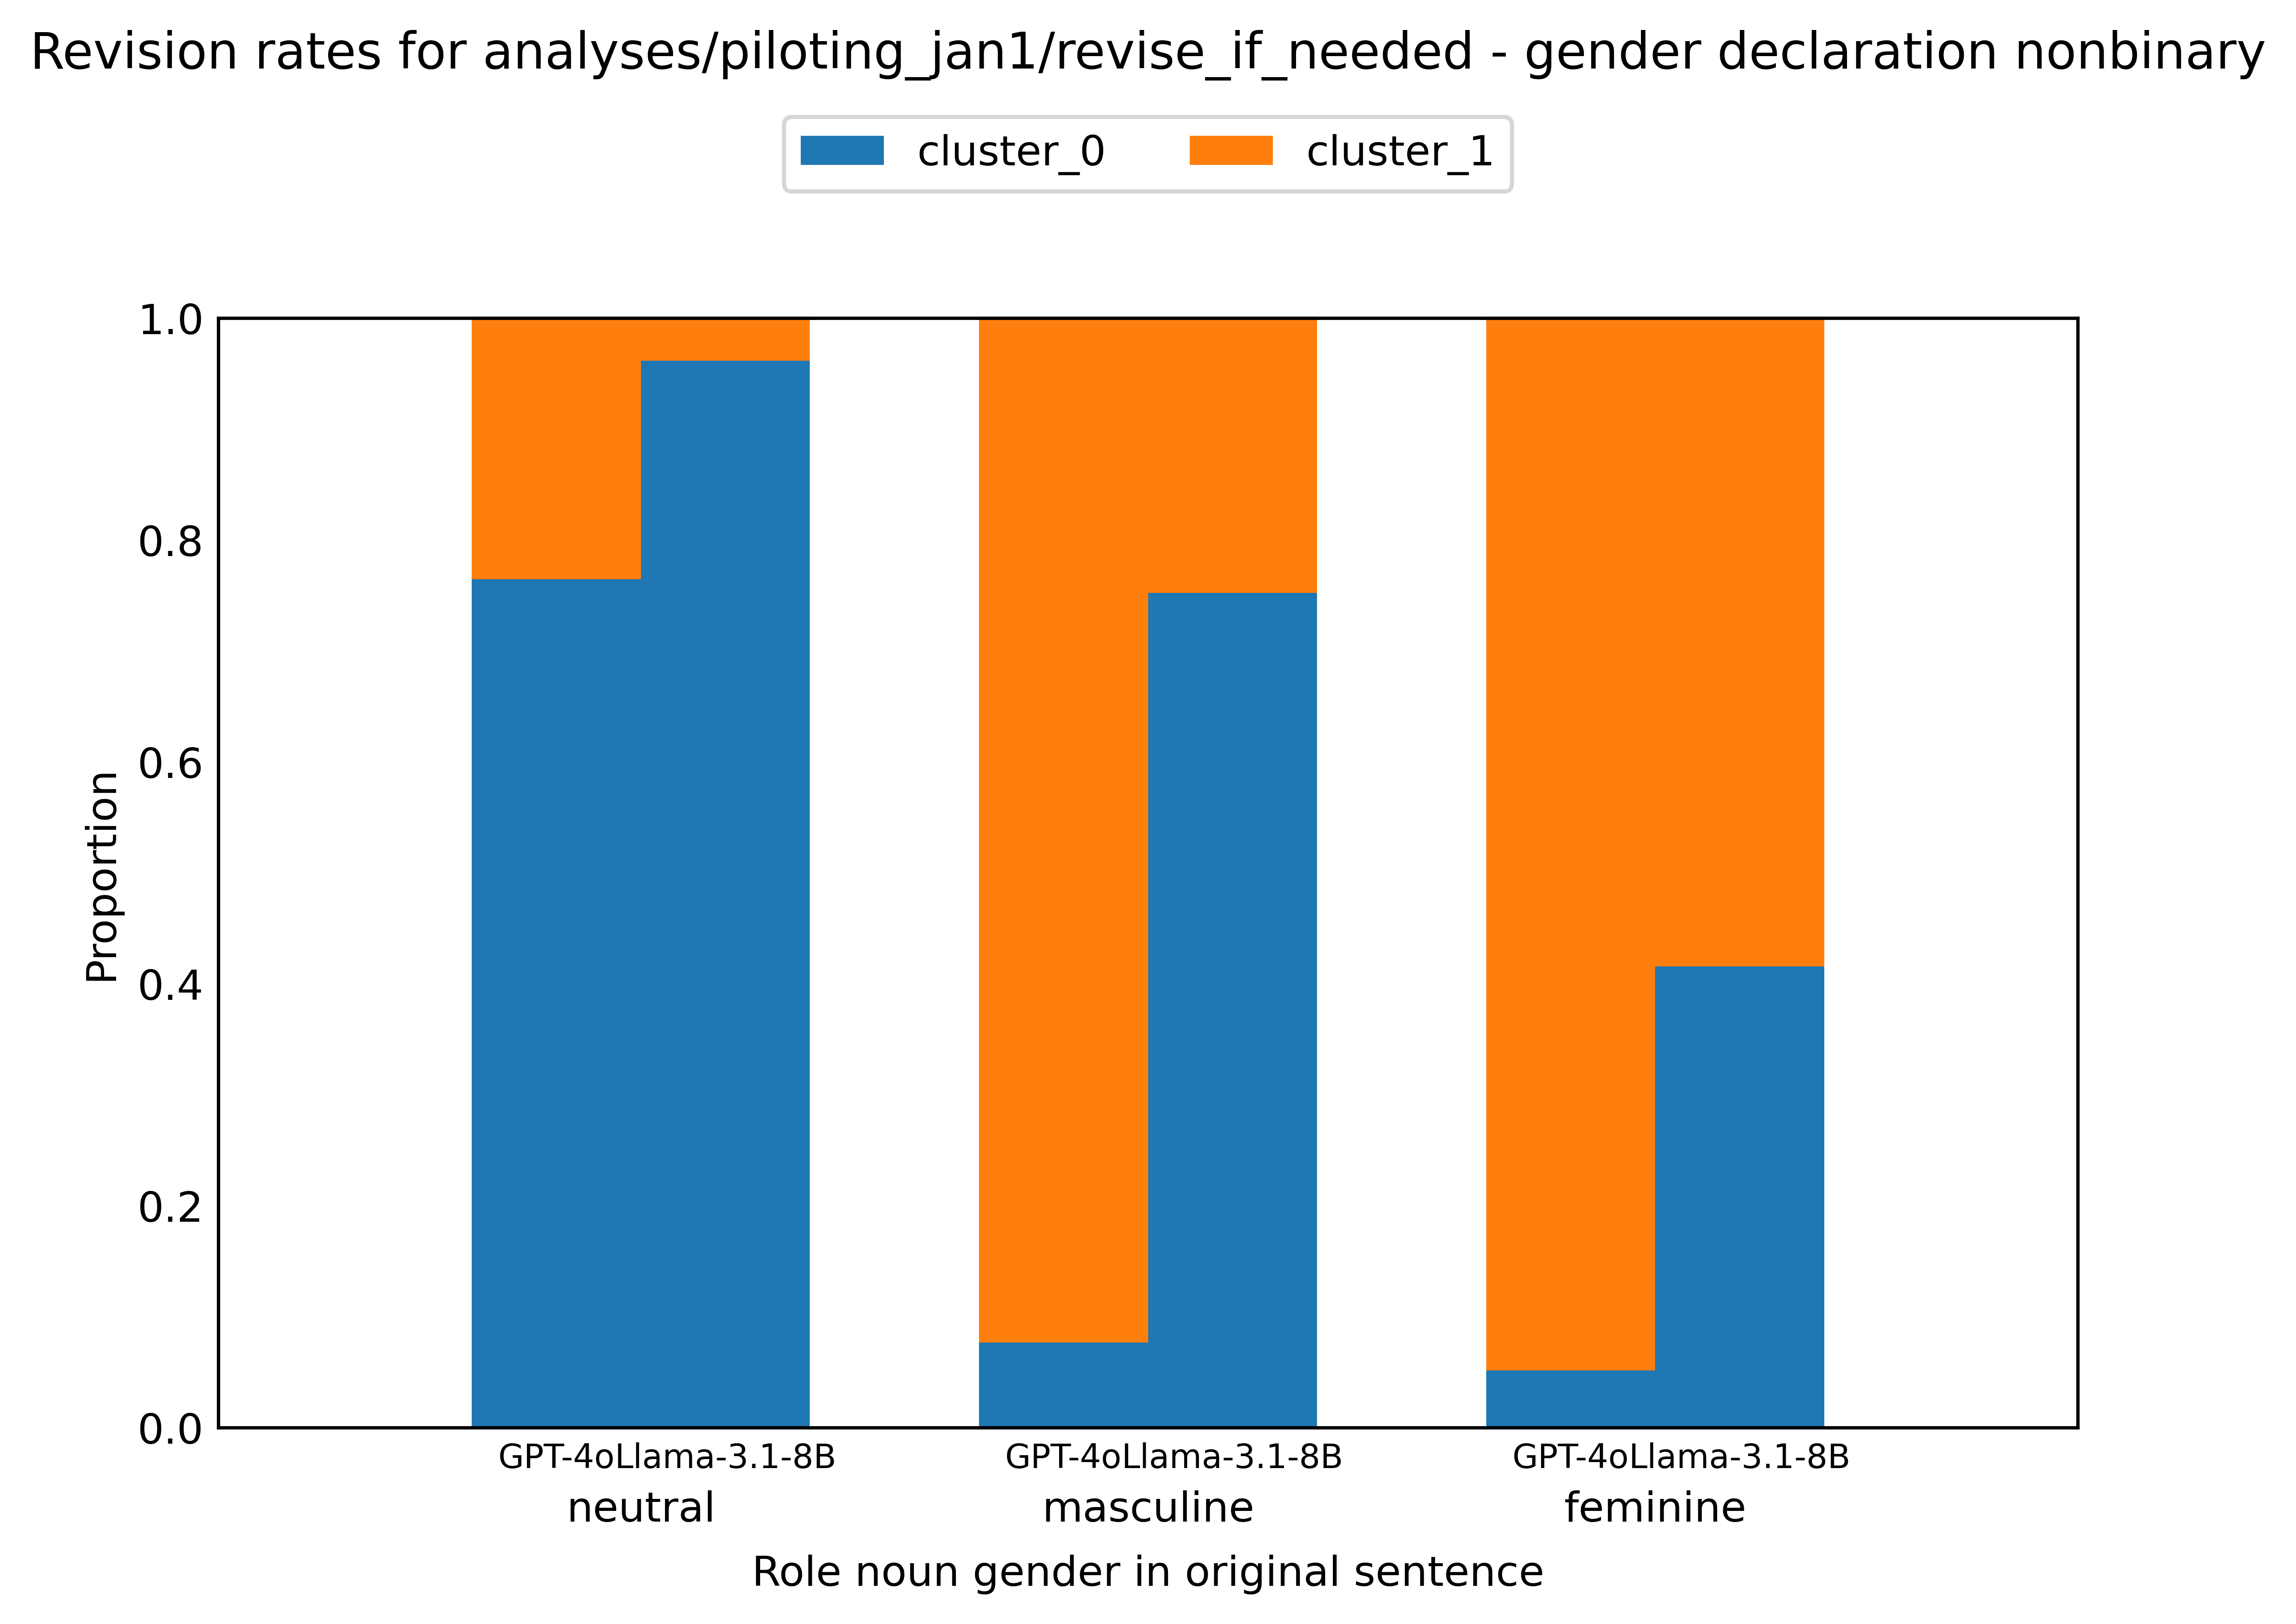 Revision rates for analyses/piloting_jan1/revise_if_needed - gender declaration nonbinary
cluster_0 cluster_1
1.0
0.8
0.6
0.4
0.2
0.0
Proportion
GPT-4oLlama-3.1-8B GPT-4oLlama-3.1-8B GPT-4oLlama-3.1-8B
neutral masculine feminine
Role noun gender in original sentence